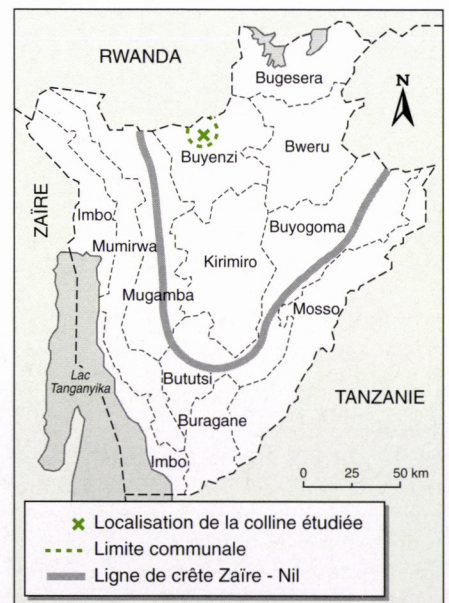 RWANDA
Bugesera
N
Buyenzi
Bweru
ZAÏRE
Imbo
Buyogoma
Mumirwa
Kirimiro
Mugamba
Mosso
Lac
Tanganyika
Bututsi
TANZANIE
Buragane
Imbo
0 25 50 km
Localisation de la colline étudiée
Limite communale
Ligne de crête Zaïre - Nil